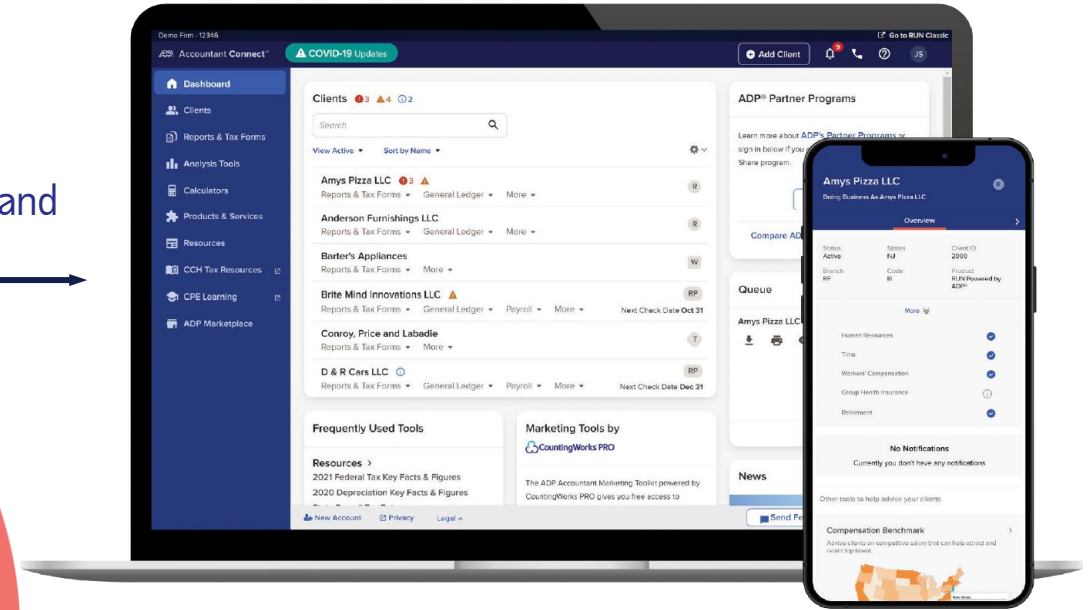 and
Demo Firm - 12346
Go to RUN Classic
ADP Accountant Connect
COVID-19 Updates
Add Client
9
JS
Dashboard
Clients
Reports & Tax Forms
Analysis Tools
Calculators
Products & Services
Resources
CCH Tax Resources
CPE Learning
ADP Marketplace
Clients 3 4 2
Search
View Active Sort by Name
Amys Pizza LLC 3
R
Reports & Tax Forms General Ledger More
Anderson Furnishings LLC
R
Reports & Tax Forms General Ledger More
Barter's Appliances
W
Reports & Tax Forms More
Brite Mind Innovations LLC
RP
Reports & Tax Forms General Ledger Payroll More Next Check Date Oct 31
Conroy, Price and Labadie
T
Reports & Tax Forms More
D & R Cars LLC
RP
Reports & Tax Forms General Ledger Payroll More Next Check Date Dec 31
Frequently Used Tools
Resources >
2021 Federal Tax Key Facts & Figures
2020 Depreciation Key Facts & Figures
Marketing Tools by
CountingWorks PRO
The ADP Accountant Marketing Toolkit powered by
CountingWorks PRO gives you free access to
ADP® Partner Programs
Learn more about ADP's Partner Programs or
sign in below if you
Share program.
Compare AD
Queue
Amys Pizza LLC
News
New Account Privacy Legal
Send Fe
Amys Pizza LLC
R
Doing Business As Amys Pizza LLC
Overview >
Status States Client ID
Active NJ 2000
Branch Code Product
RF III RUN Powered by
ADP®
More
Human Resources
Time
Workers' Compensation
Group Health Insurance
Retirement
No Notifications
Currently you don't have any notifications
Other tools to help advise your clients
Compensation Benchmark >
Advise clients on competitive salary that can help attract and
retain top talent.